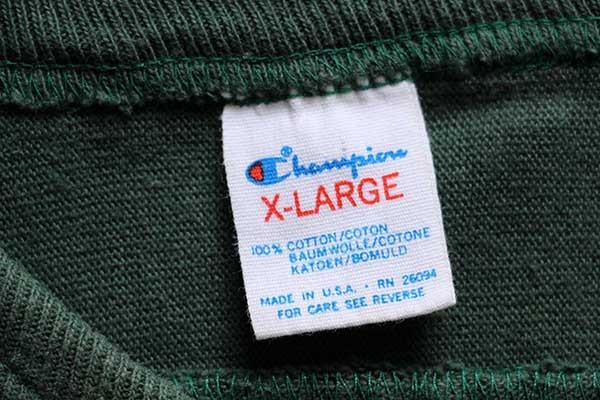 Champion®
X-LARGE
100% COTTON/COTON
BAUMWOLLE/COTONE
KATOEN/BOMULD
MADE IN U.S.A. · RN 26094
FOR CARE SEE REVERSE